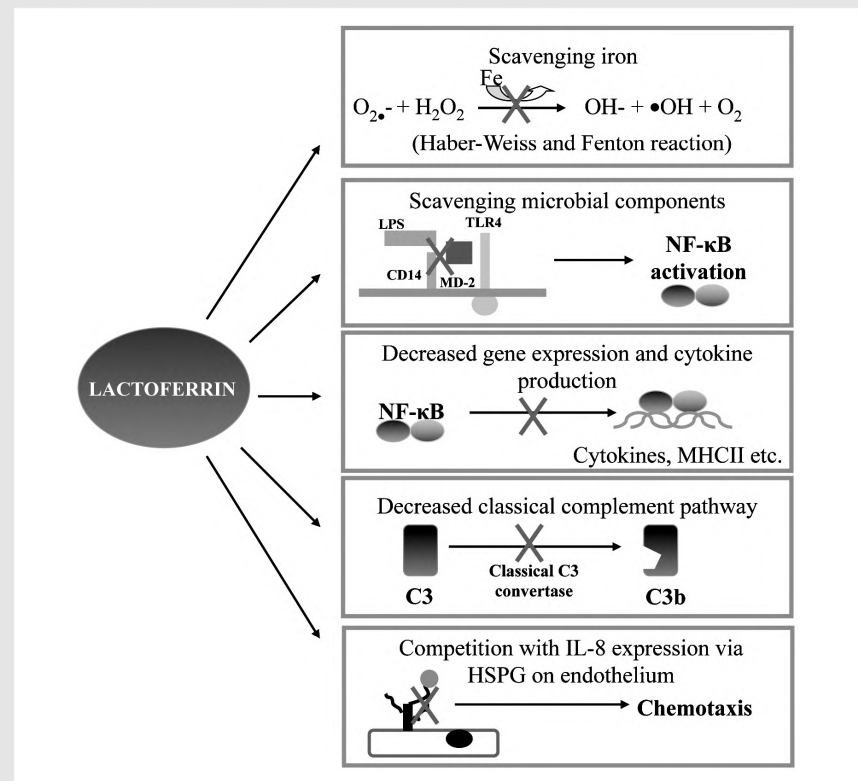 LACTOFERRIN
Scavenging iron
Fe
O₂•- + H₂O₂ OH- + •OH + O₂
(Haber-Weiss and Fenton reaction)
Scavenging microbial components
LPS
TLR4
CD14
MD-2
NF-κB
activation
Decreased gene expression and cytokine
production
NF-κB
Cytokines, MHCII etc.
Decreased classical complement pathway
Classical C3
convertase
C3
C3b
Competition with IL-8 expression via
HSPG on endothelium
Chemotaxis